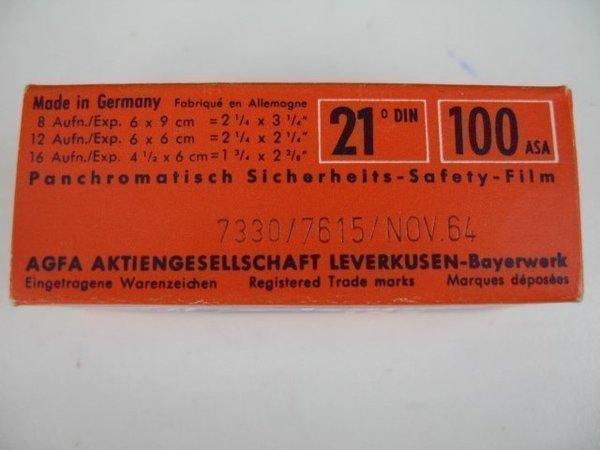 Made in Germany Fabriqué en Allemagne
8 Aufn./Exp. 6 x 9 cm = 2 1/4 x 3 1/4"
12 Aufn./Exp. 6 x 6 cm = 2 1/4 x 2 1/4"
16 Aufn./Exp. 4 1/2 x 6 cm = 1 3/4 x 2 3/8"
21° DIN
100 ASA
Panchromatisch Sicherheits-Safety-Film
7330/7615/NOV.64
AGFA AKTIENGESELLSCHAFT LEVERKUSEN-Bayerwerk
Eingetragene Warenzeichen Registered Trade marks Marques déposées